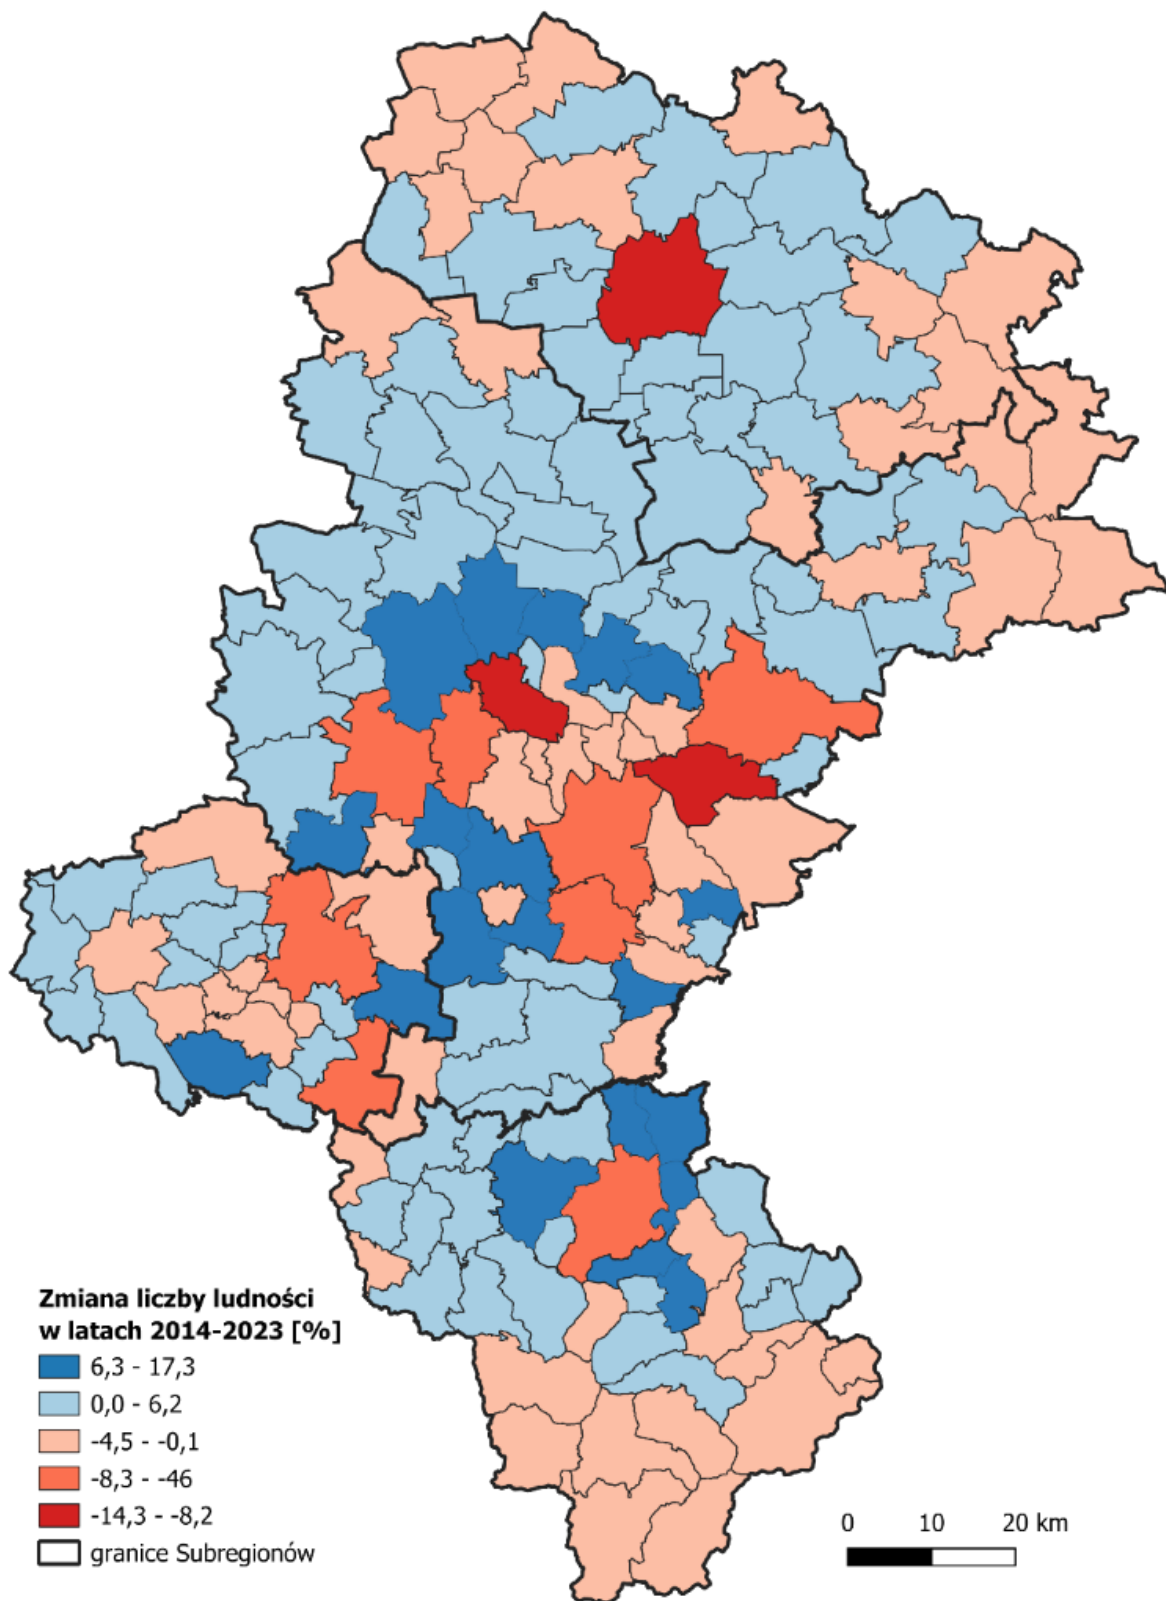 Zmiana liczby ludności
w latach 2014-2023 [%]
6,3 - 17,3
0,0 - 6,2
-4,5 - -0,1
-8,3 - -46
-14,3 - -8,2
granice Subregionów
0 10 20 km